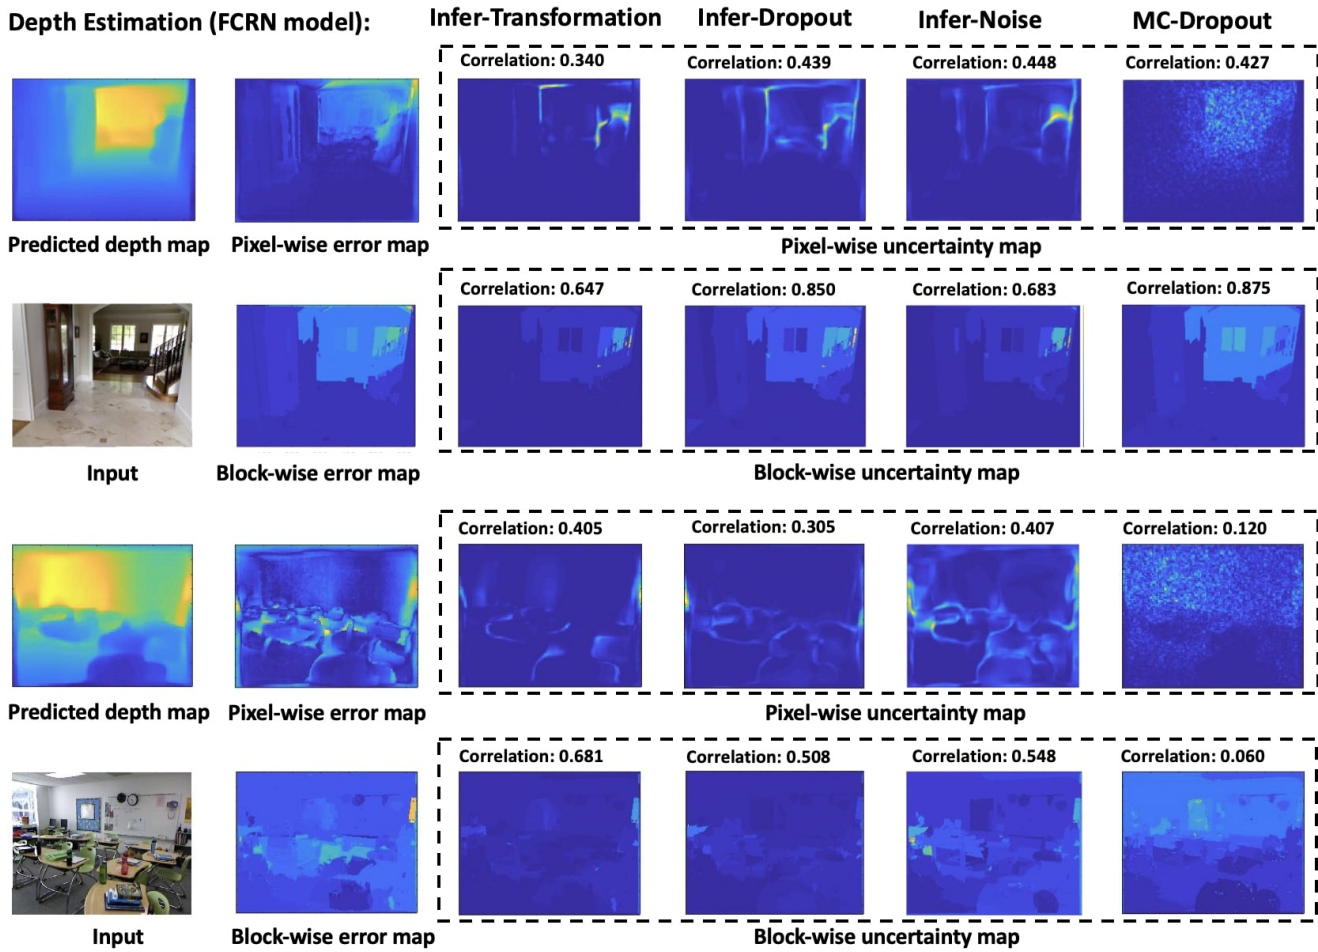 Depth Estimation (FCRN model):
Infer-Transformation Infer-Dropout Infer-Noise MC-Dropout
Correlation: 0.340 Correlation: 0.439 Correlation: 0.448 Correlation: 0.427
Predicted depth map Pixel-wise error map Pixel-wise uncertainty map
Correlation: 0.647 Correlation: 0.850 Correlation: 0.683 Correlation: 0.875
Input Block-wise error map Block-wise uncertainty map
Correlation: 0.405 Correlation: 0.305 Correlation: 0.407 Correlation: 0.120
Predicted depth map Pixel-wise error map Pixel-wise uncertainty map
Correlation: 0.681 Correlation: 0.508 Correlation: 0.548 Correlation: 0.060
Input Block-wise error map Block-wise uncertainty map